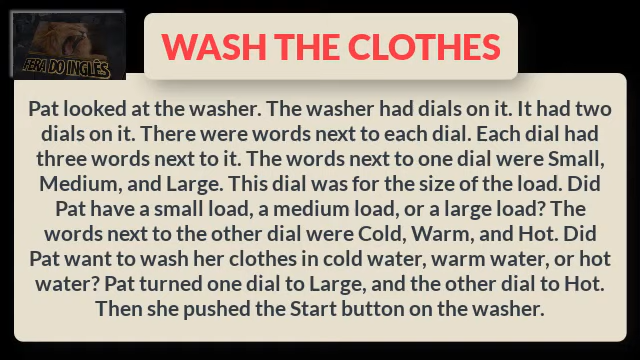 FERA DO INGLÊS
WASH THE CLOTHES
Pat looked at the washer. The washer had dials on it. It had two
dials on it. There were words next to each dial. Each dial had
three words next to it. The words next to one dial were Small,
Medium, and Large. This dial was for the size of the load. Did
Pat have a small load, a medium load, or a large load? The
words next to the other dial were Cold, Warm, and Hot. Did
Pat want to wash her clothes in cold water, warm water, or hot
water? Pat turned one dial to Large, and the other dial to Hot.
Then she pushed the Start button on the washer.